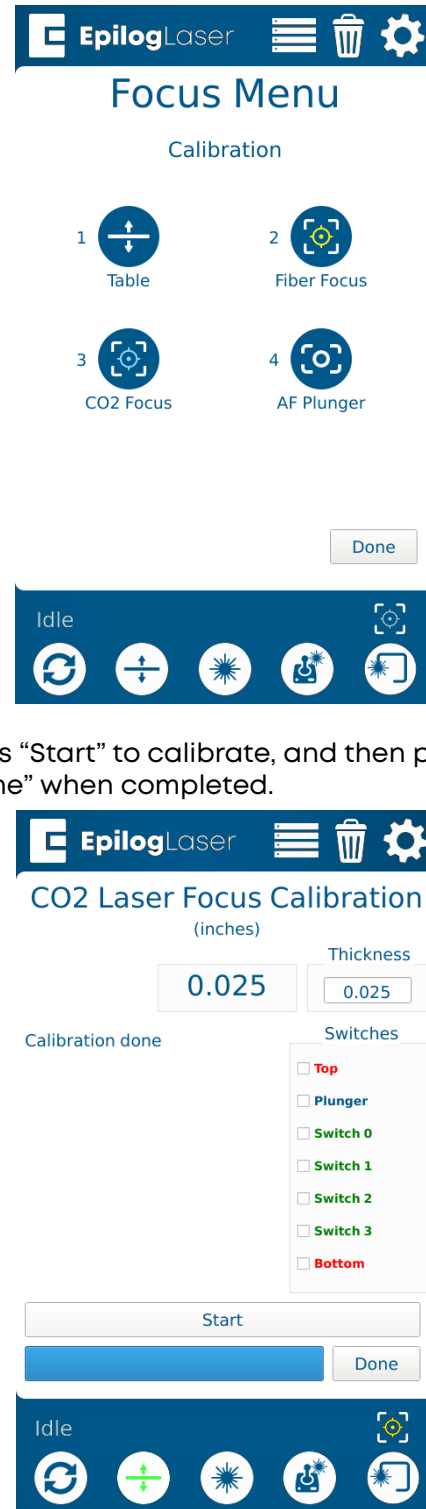 EpilogLaser
Focus Menu
Calibration
1
Table
2
Fiber Focus
3
CO2 Focus
4
AF Plunger
Done
Idle
s “Start” to calibrate, and then p
ne” when completed.
EpilogLaser
CO2 Laser Focus Calibration
(inches)
Thickness
0.025
0.025
Calibration done
Switches
Top
Plunger
Switch 0
Switch 1
Switch 2
Switch 3
Bottom
Start
Done
Idle